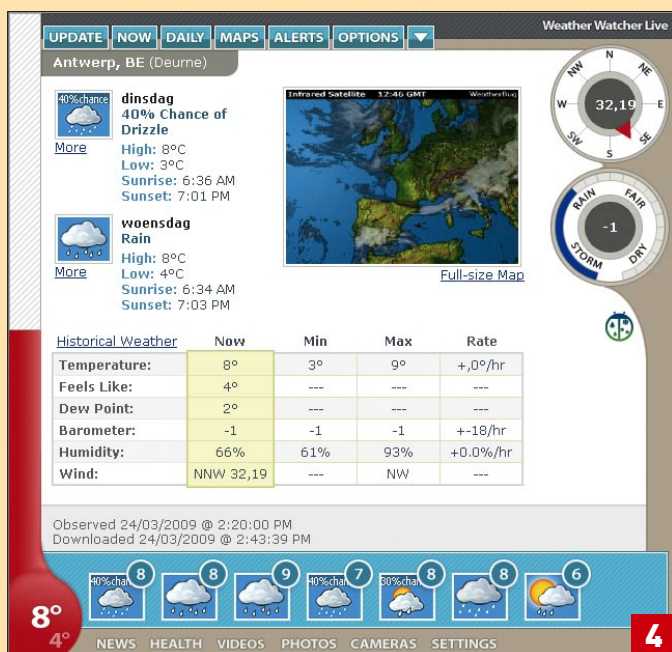 Weather Watcher Live
UPDATE NOW DAILY MAPS ALERTS OPTIONS
Antwerp, BE (Deurne)
40%chance
More
dinsdag
40% Chance of
Drizzle
High: 8°C
Low: 3°C
Sunrise: 6:36 AM
Sunset: 7:01 PM
More
woensdag
Rain
High: 8°C
Low: 4°C
Sunrise: 6:34 AM
Sunset: 7:03 PM
Infrared Satellite 12:46 GMT WeatherBug
Full-size Map
N
NE
E
SE
S
SW
W
NW
32,19
STORM
RAIN
FAIR
DRY
-1
Historical Weather Now Min Max Rate
Temperature: 8° 3° 9° +,0°/hr
Feels Like: 4° --- --- ---
Dew Point: 2° --- --- ---
Barometer: -1 -1 -1 +-18/hr
Humidity: 66% 61% 93% +0.0%/hr
Wind: NNW 32,19 --- NW ---
Observed 24/03/2009 @ 2:20:00 PM
Downloaded 24/03/2009 @ 2:43:39 PM
40%chan 8
8
9
40%chan 7
30%chan 8
8
6
8°
4°
NEWS HEALTH VIDEOS PHOTOS CAMERAS SETTINGS
4